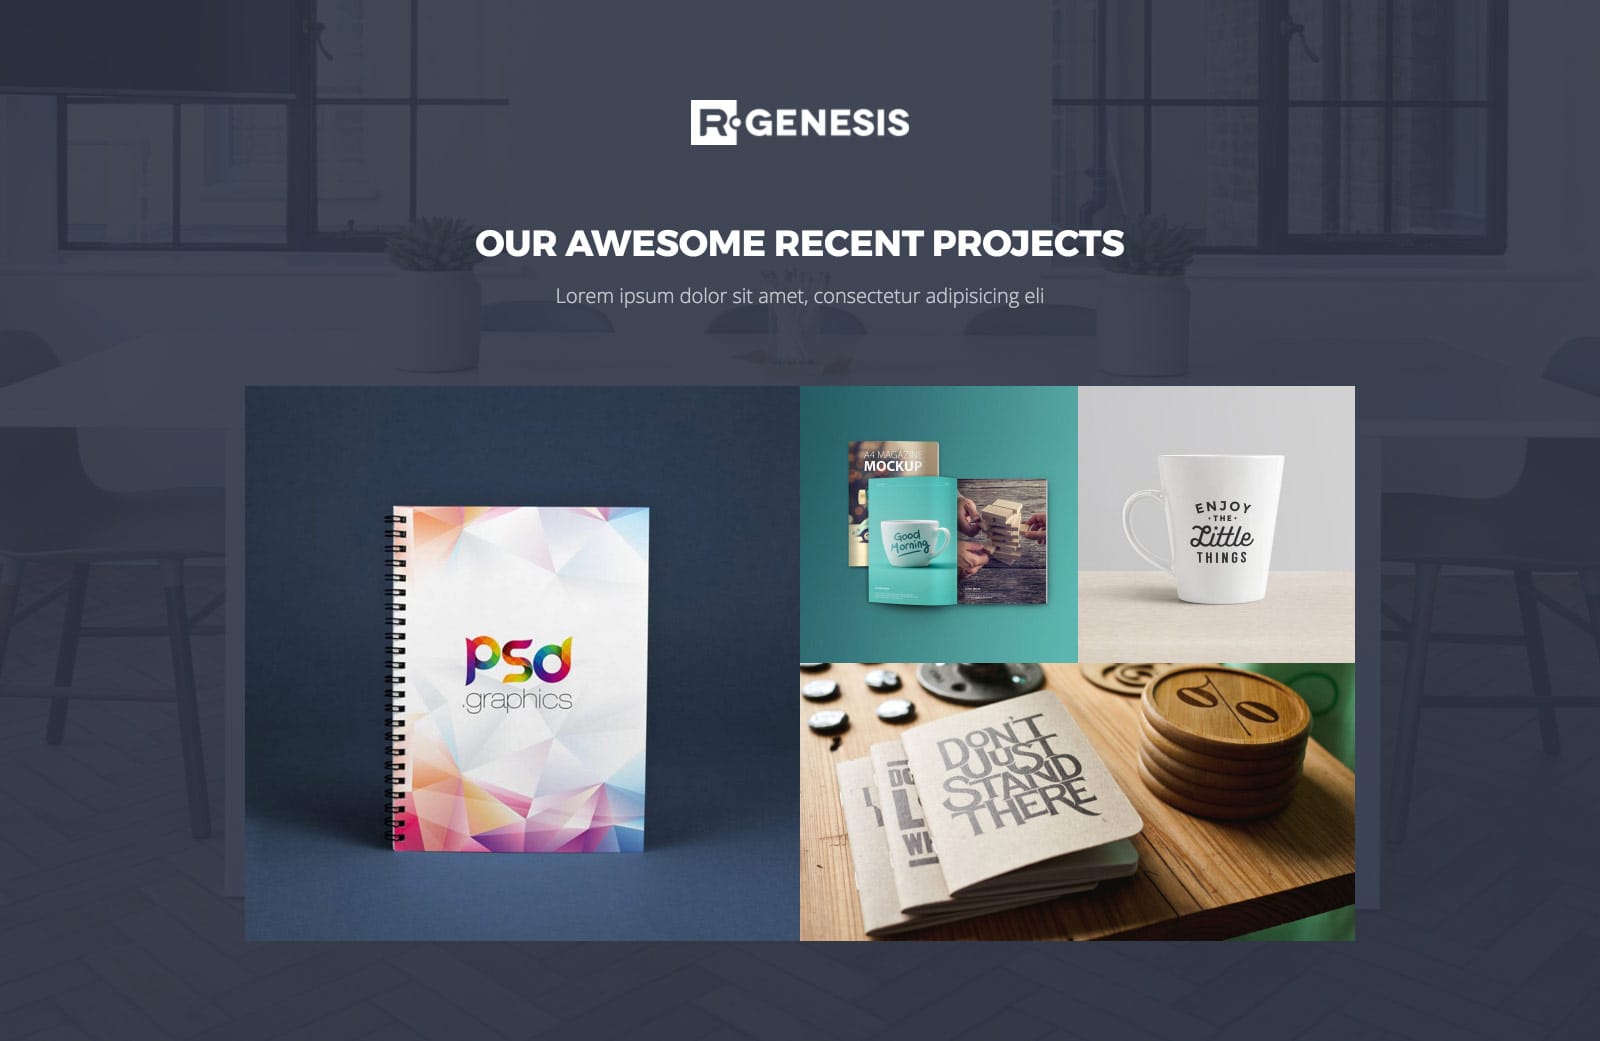 R·GENESIS
OUR AWESOME RECENT PROJECTS
Lorem ipsum dolor sit amet, consectetur adipisicing eli
psd
.graphics
A4 MAGAZINE
MOCKUP
Good
Morning
ENJOY
·THE·
Little
THINGS
DON'T
JUST
STAND
THERE
%